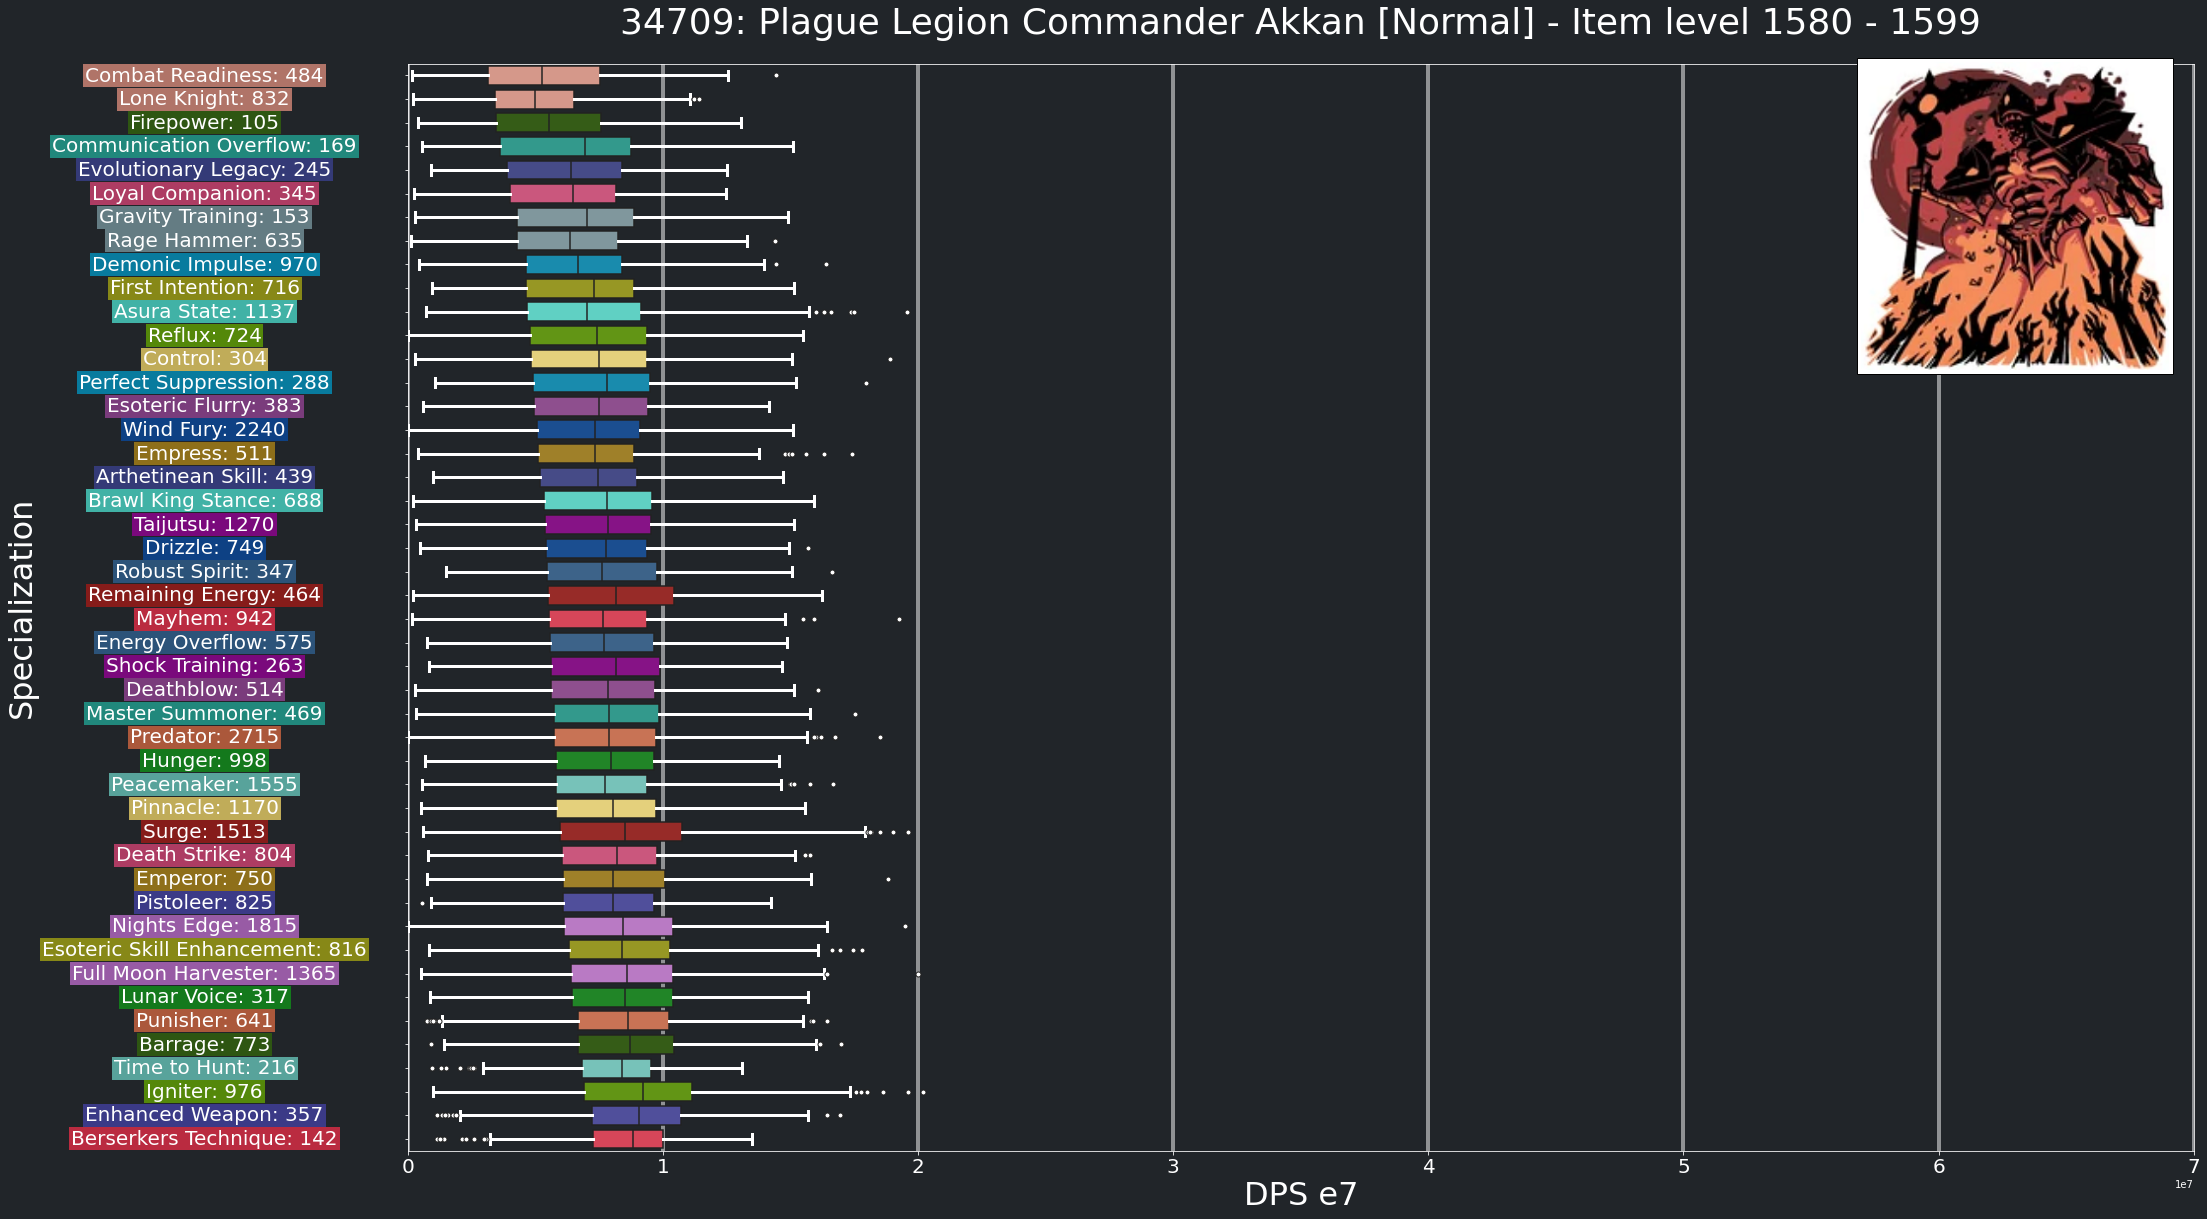 34709: Plague Legion Commander Akkan [Normal] - Item level 1580 - 1599
Combat Readiness: 484
Lone Knight: 832
Firepower: 105
Communication Overflow: 169
Evolutionary Legacy: 245
Loyal Companion: 345
Gravity Training: 153
Rage Hammer: 635
Demonic Impulse: 970
First Intention: 716
Asura State: 1137
Reflux: 724
Control: 304
Perfect Suppression: 288
Esoteric Flurry: 383
Wind Fury: 2240
Empress: 511
Arthetinean Skill: 439
Brawl King Stance: 688
Taijutsu: 1270
Drizzle: 749
Robust Spirit: 347
Remaining Energy: 464
Mayhem: 942
Energy Overflow: 575
Shock Training: 263
Deathblow: 514
Master Summoner: 469
Predator: 2715
Hunger: 998
Peacemaker: 1555
Pinnacle: 1170
Surge: 1513
Death Strike: 804
Emperor: 750
Pistoleer: 825
Nights Edge: 1815
Esoteric Skill Enhancement: 816
Full Moon Harvester: 1365
Lunar Voice: 317
Punisher: 641
Barrage: 773
Time to Hunt: 216
Igniter: 976
Enhanced Weapon: 357
Berserkers Technique: 142
Specialization
0 1 2 3 4 5 6 7
1e7
DPS e7